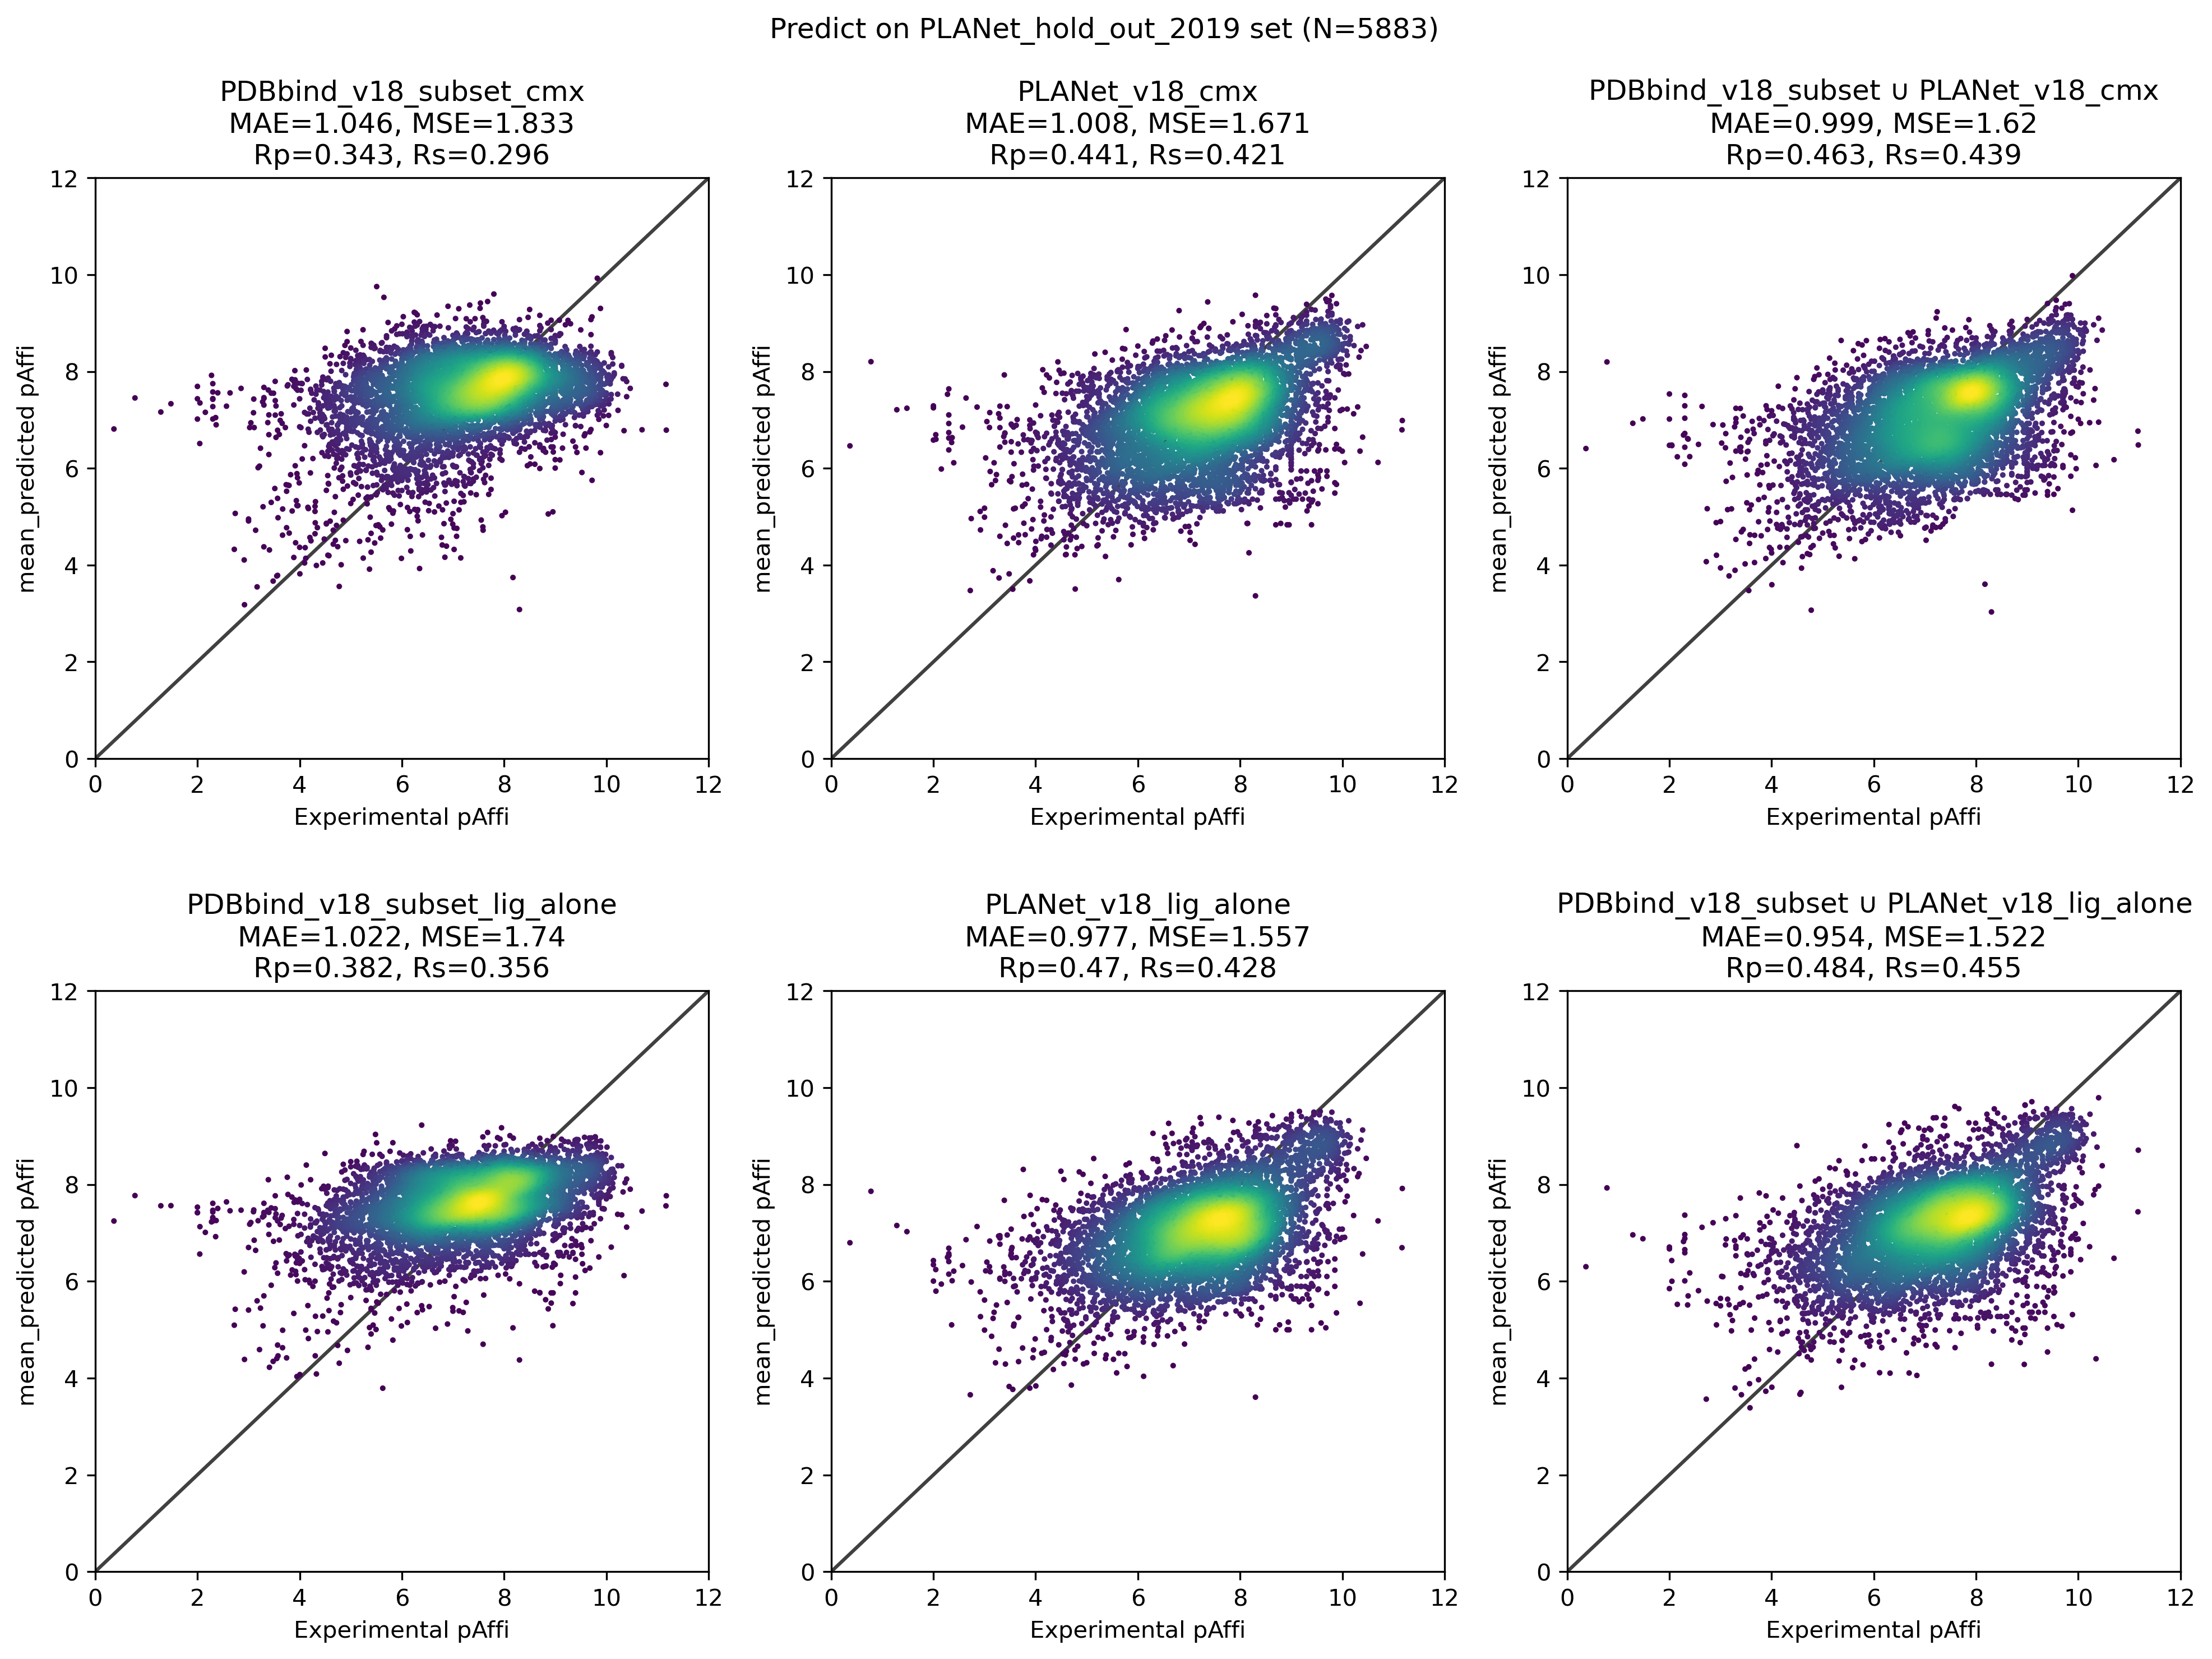 Predict on PLANet_hold_out_2019 set (N=5883)
PDBbind_v18_subset_cmx
MAE=1.046, MSE=1.833
Rp=0.343, Rs=0.296
12
10
8
6
4
2
0
mean_predicted pAffi
0 2 4 6 8 10 12
Experimental pAffi
PLANet_v18_cmx
MAE=1.008, MSE=1.671
Rp=0.441, Rs=0.421
12
10
8
6
4
2
0
mean_predicted pAffi
0 2 4 6 8 10 12
Experimental pAffi
PDBbind_v18_subset ∪ PLANet_v18_cmx
MAE=0.999, MSE=1.62
Rp=0.463, Rs=0.439
12
10
8
6
4
2
0
mean_predicted pAffi
0 2 4 6 8 10 12
Experimental pAffi
PDBbind_v18_subset_lig_alone
MAE=1.022, MSE=1.74
Rp=0.382, Rs=0.356
12
10
8
6
4
2
0
mean_predicted pAffi
0 2 4 6 8 10 12
Experimental pAffi
PLANet_v18_lig_alone
MAE=0.977, MSE=1.557
Rp=0.47, Rs=0.428
12
10
8
6
4
2
0
mean_predicted pAffi
0 2 4 6 8 10 12
Experimental pAffi
PDBbind_v18_subset ∪ PLANet_v18_lig_alone
MAE=0.954, MSE=1.522
Rp=0.484, Rs=0.455
12
10
8
6
4
2
0
mean_predicted pAffi
0 2 4 6 8 10 12
Experimental pAffi